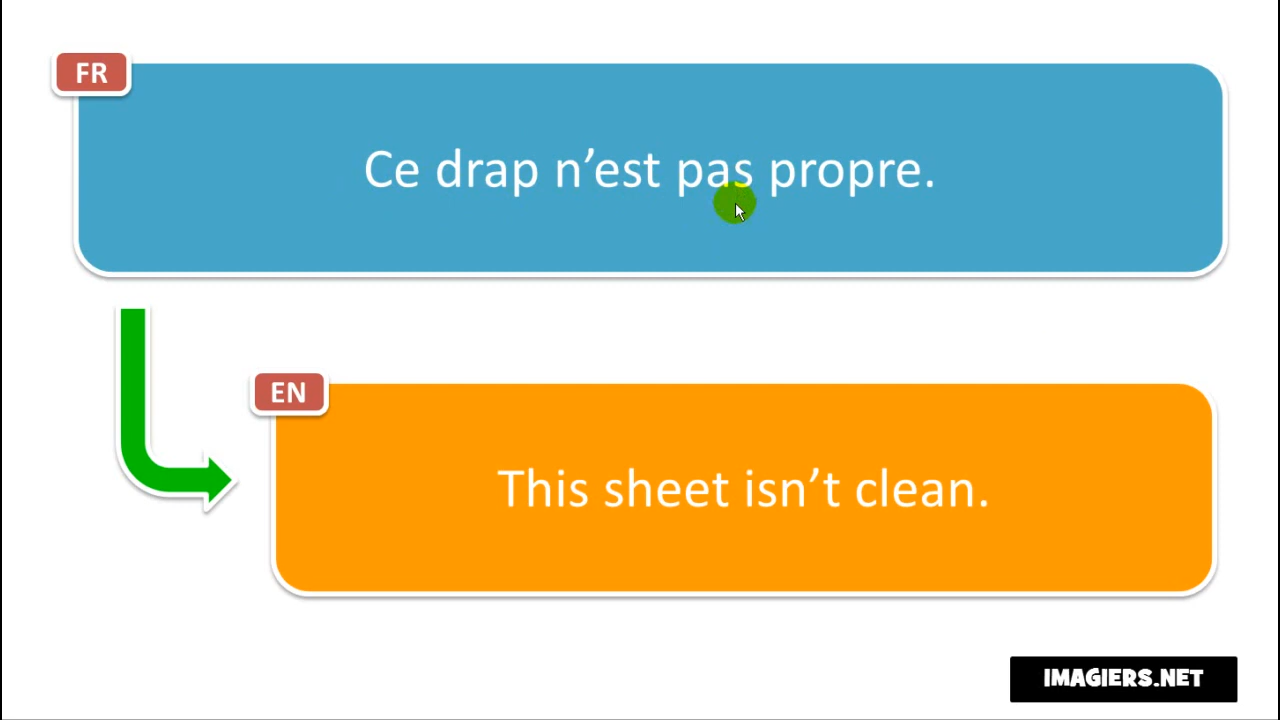 FR
Ce drap n’est pas propre.
EN
This sheet isn’t clean.
IMAGIERS.NET